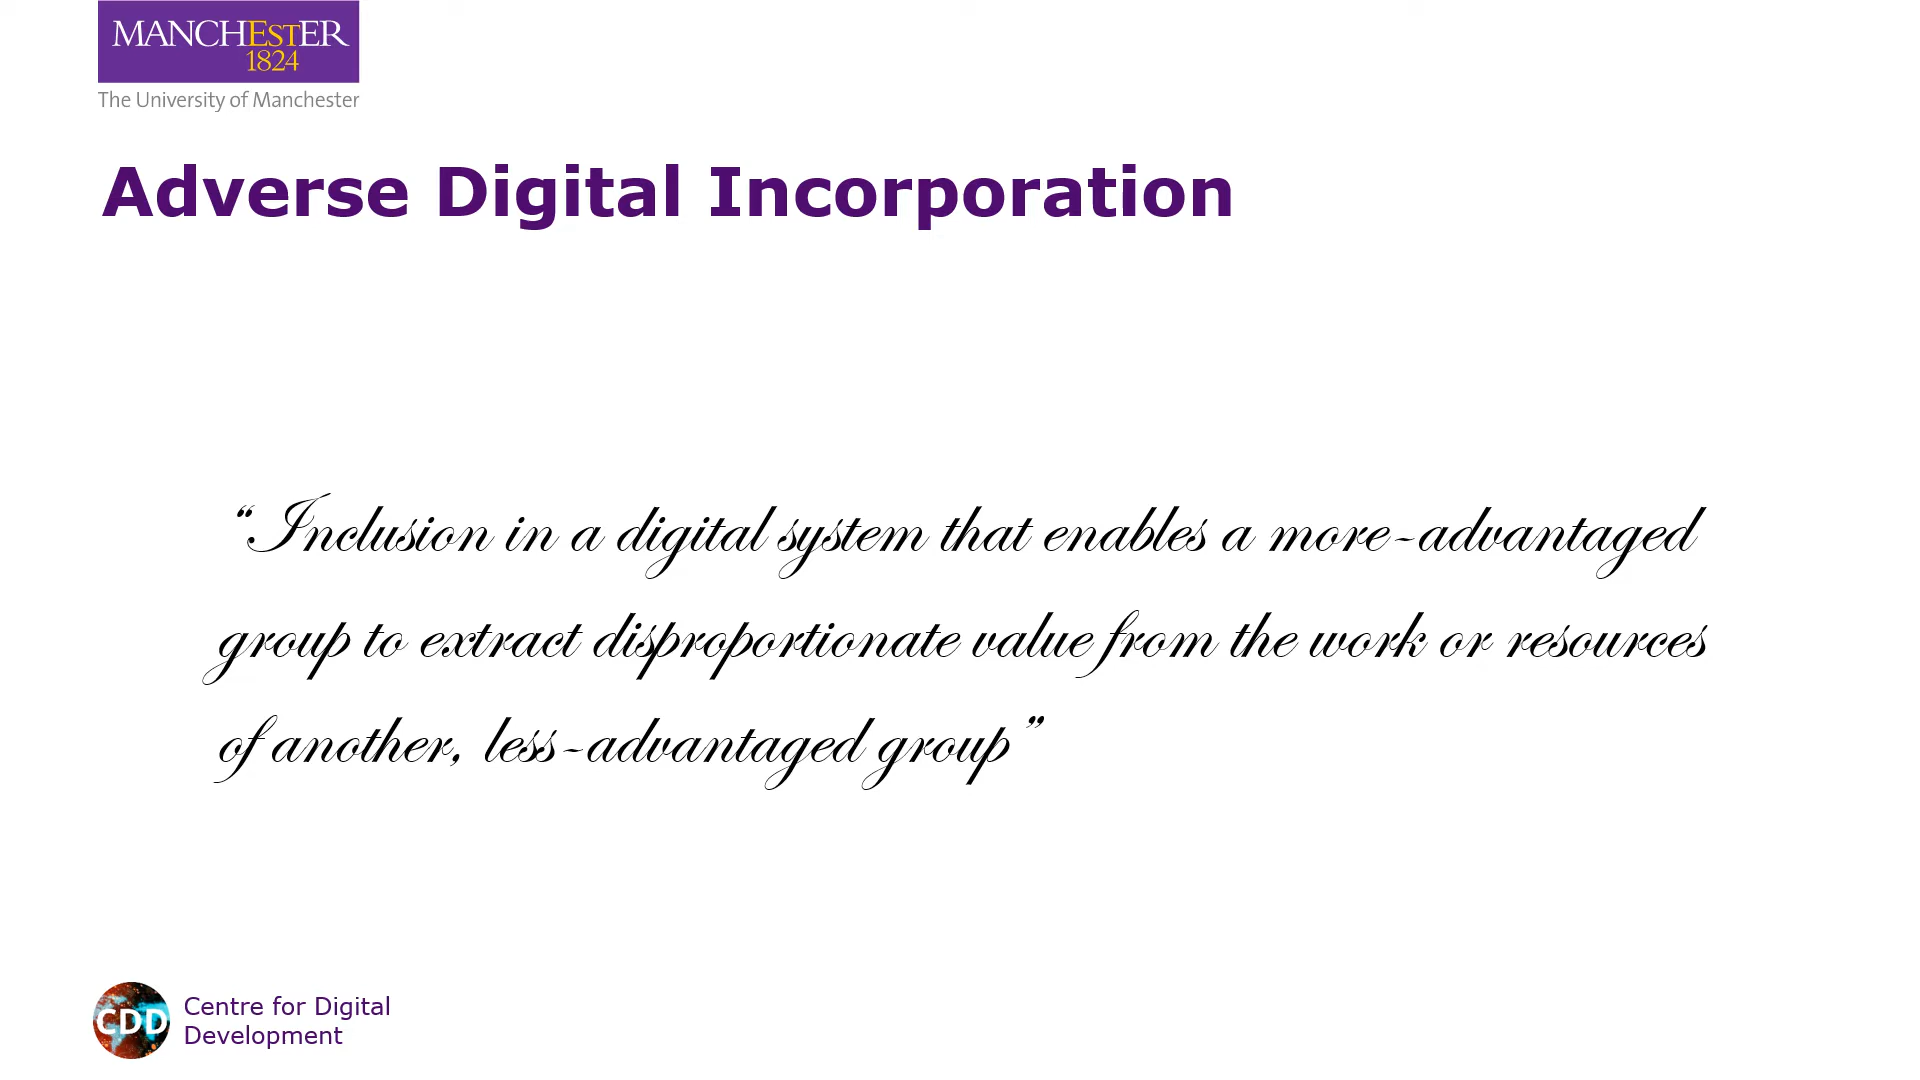 MANCHEStER
1824
The University of Manchester
Adverse Digital Incorporation
“Inclusion in a digital system that enables a more-advantaged
group to extract disproportionate value from the work or resources
of another, less-advantaged group”
CDD
Centre for Digital
Development